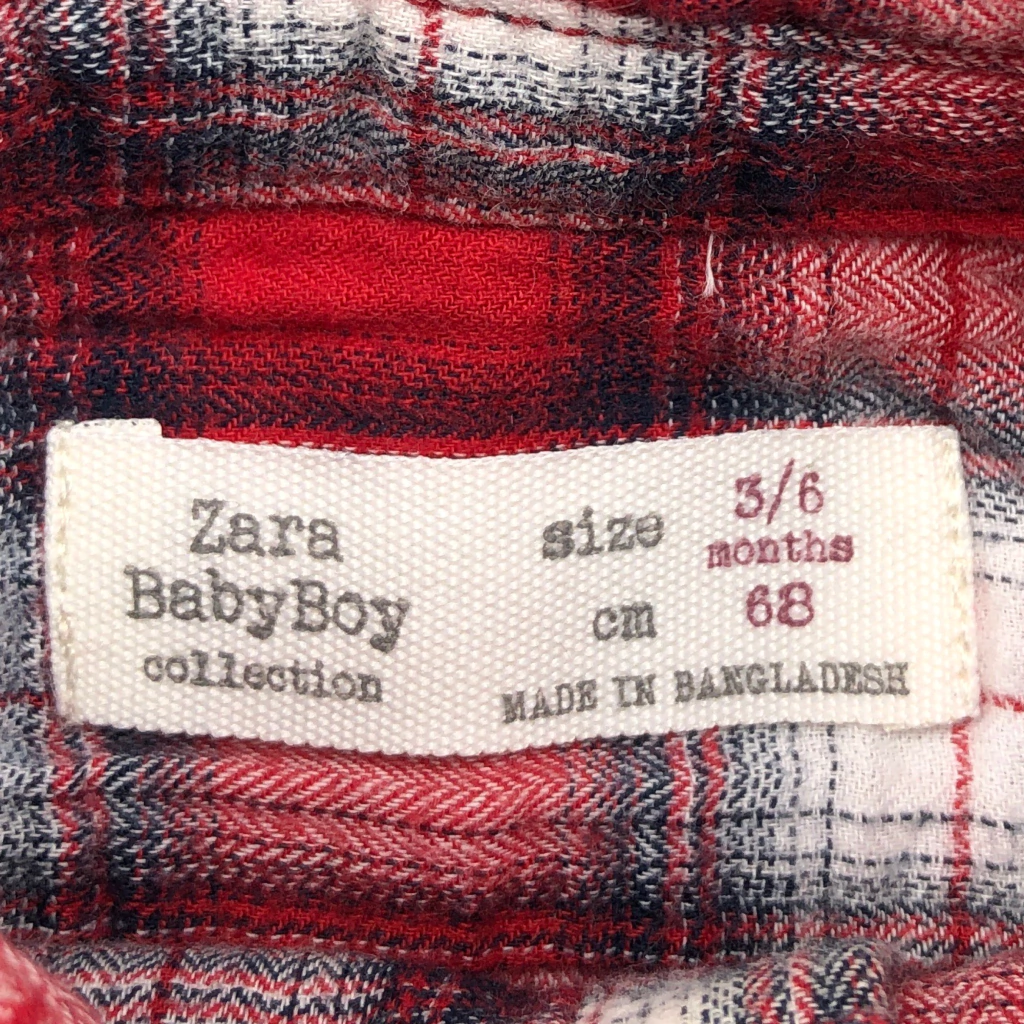 Zara
BabyBoy
collection
size 3/6
months
cm 68
MADE IN BANGLADESH